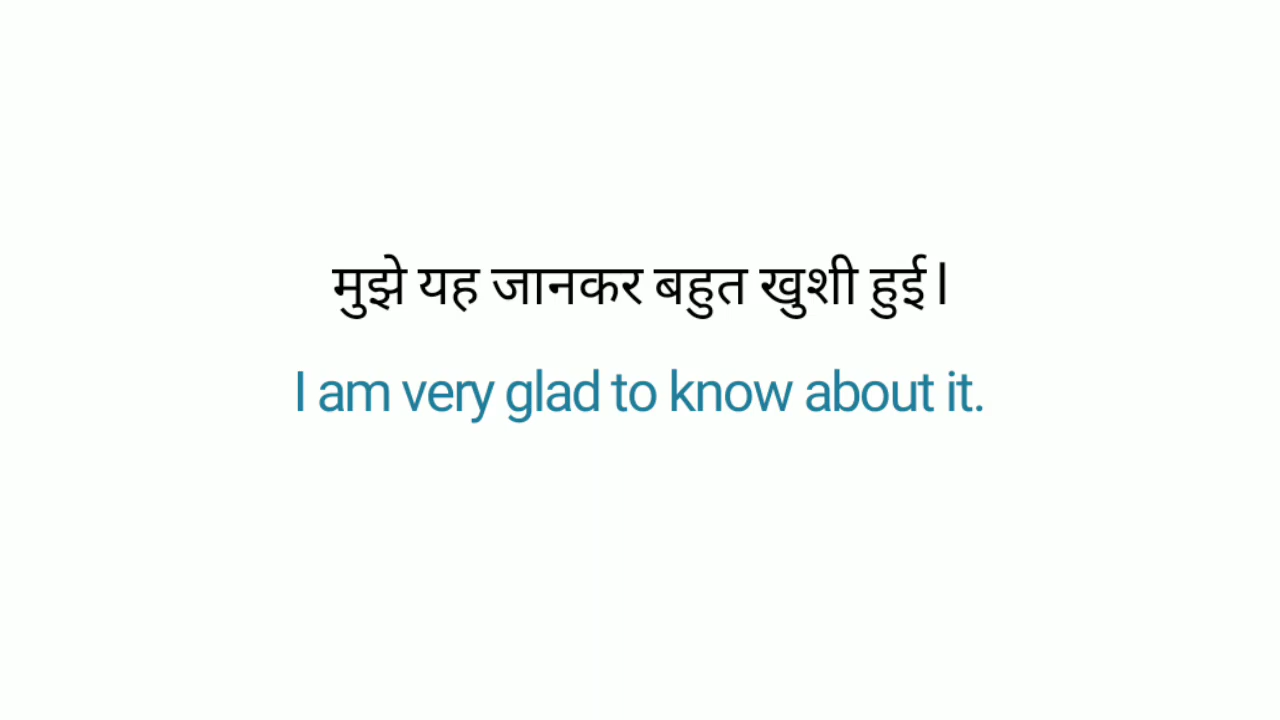 मुझे यह जानकर बहुत खुशी हुई।
I am very glad to know about it.